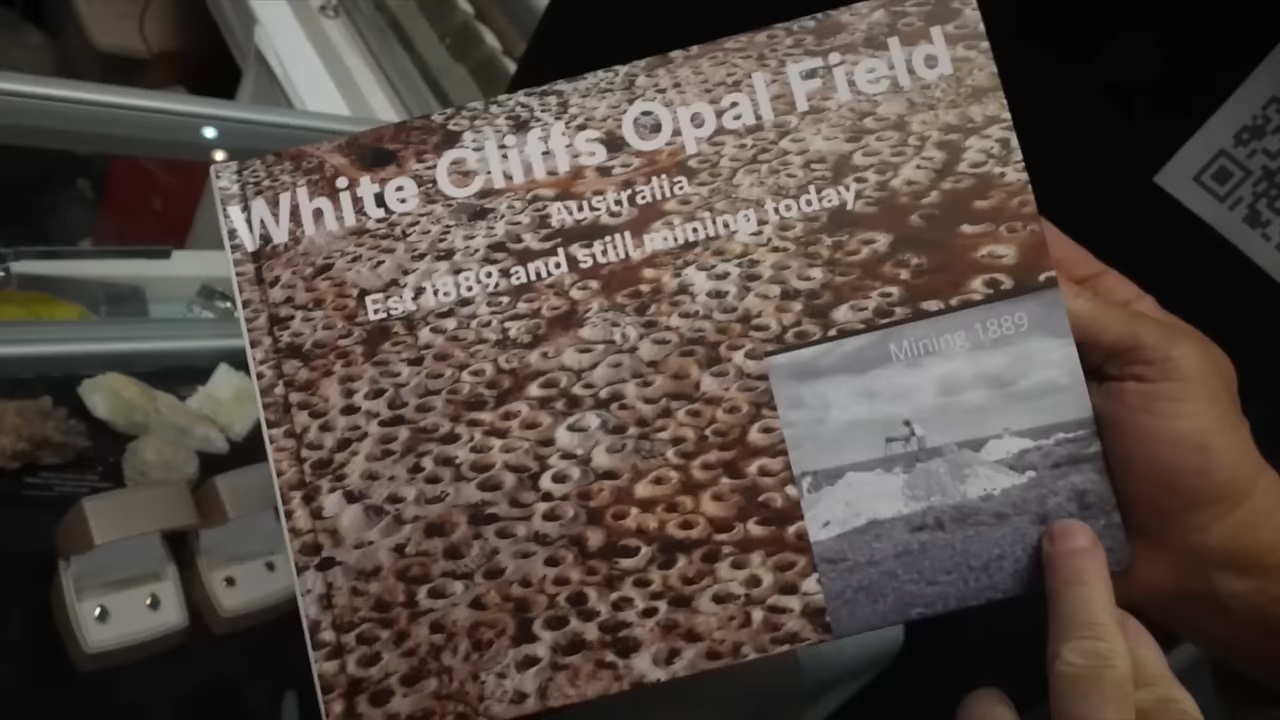 White Cliffs Opal Field
Australia
Est 1889 and still mining today
Mining 1889